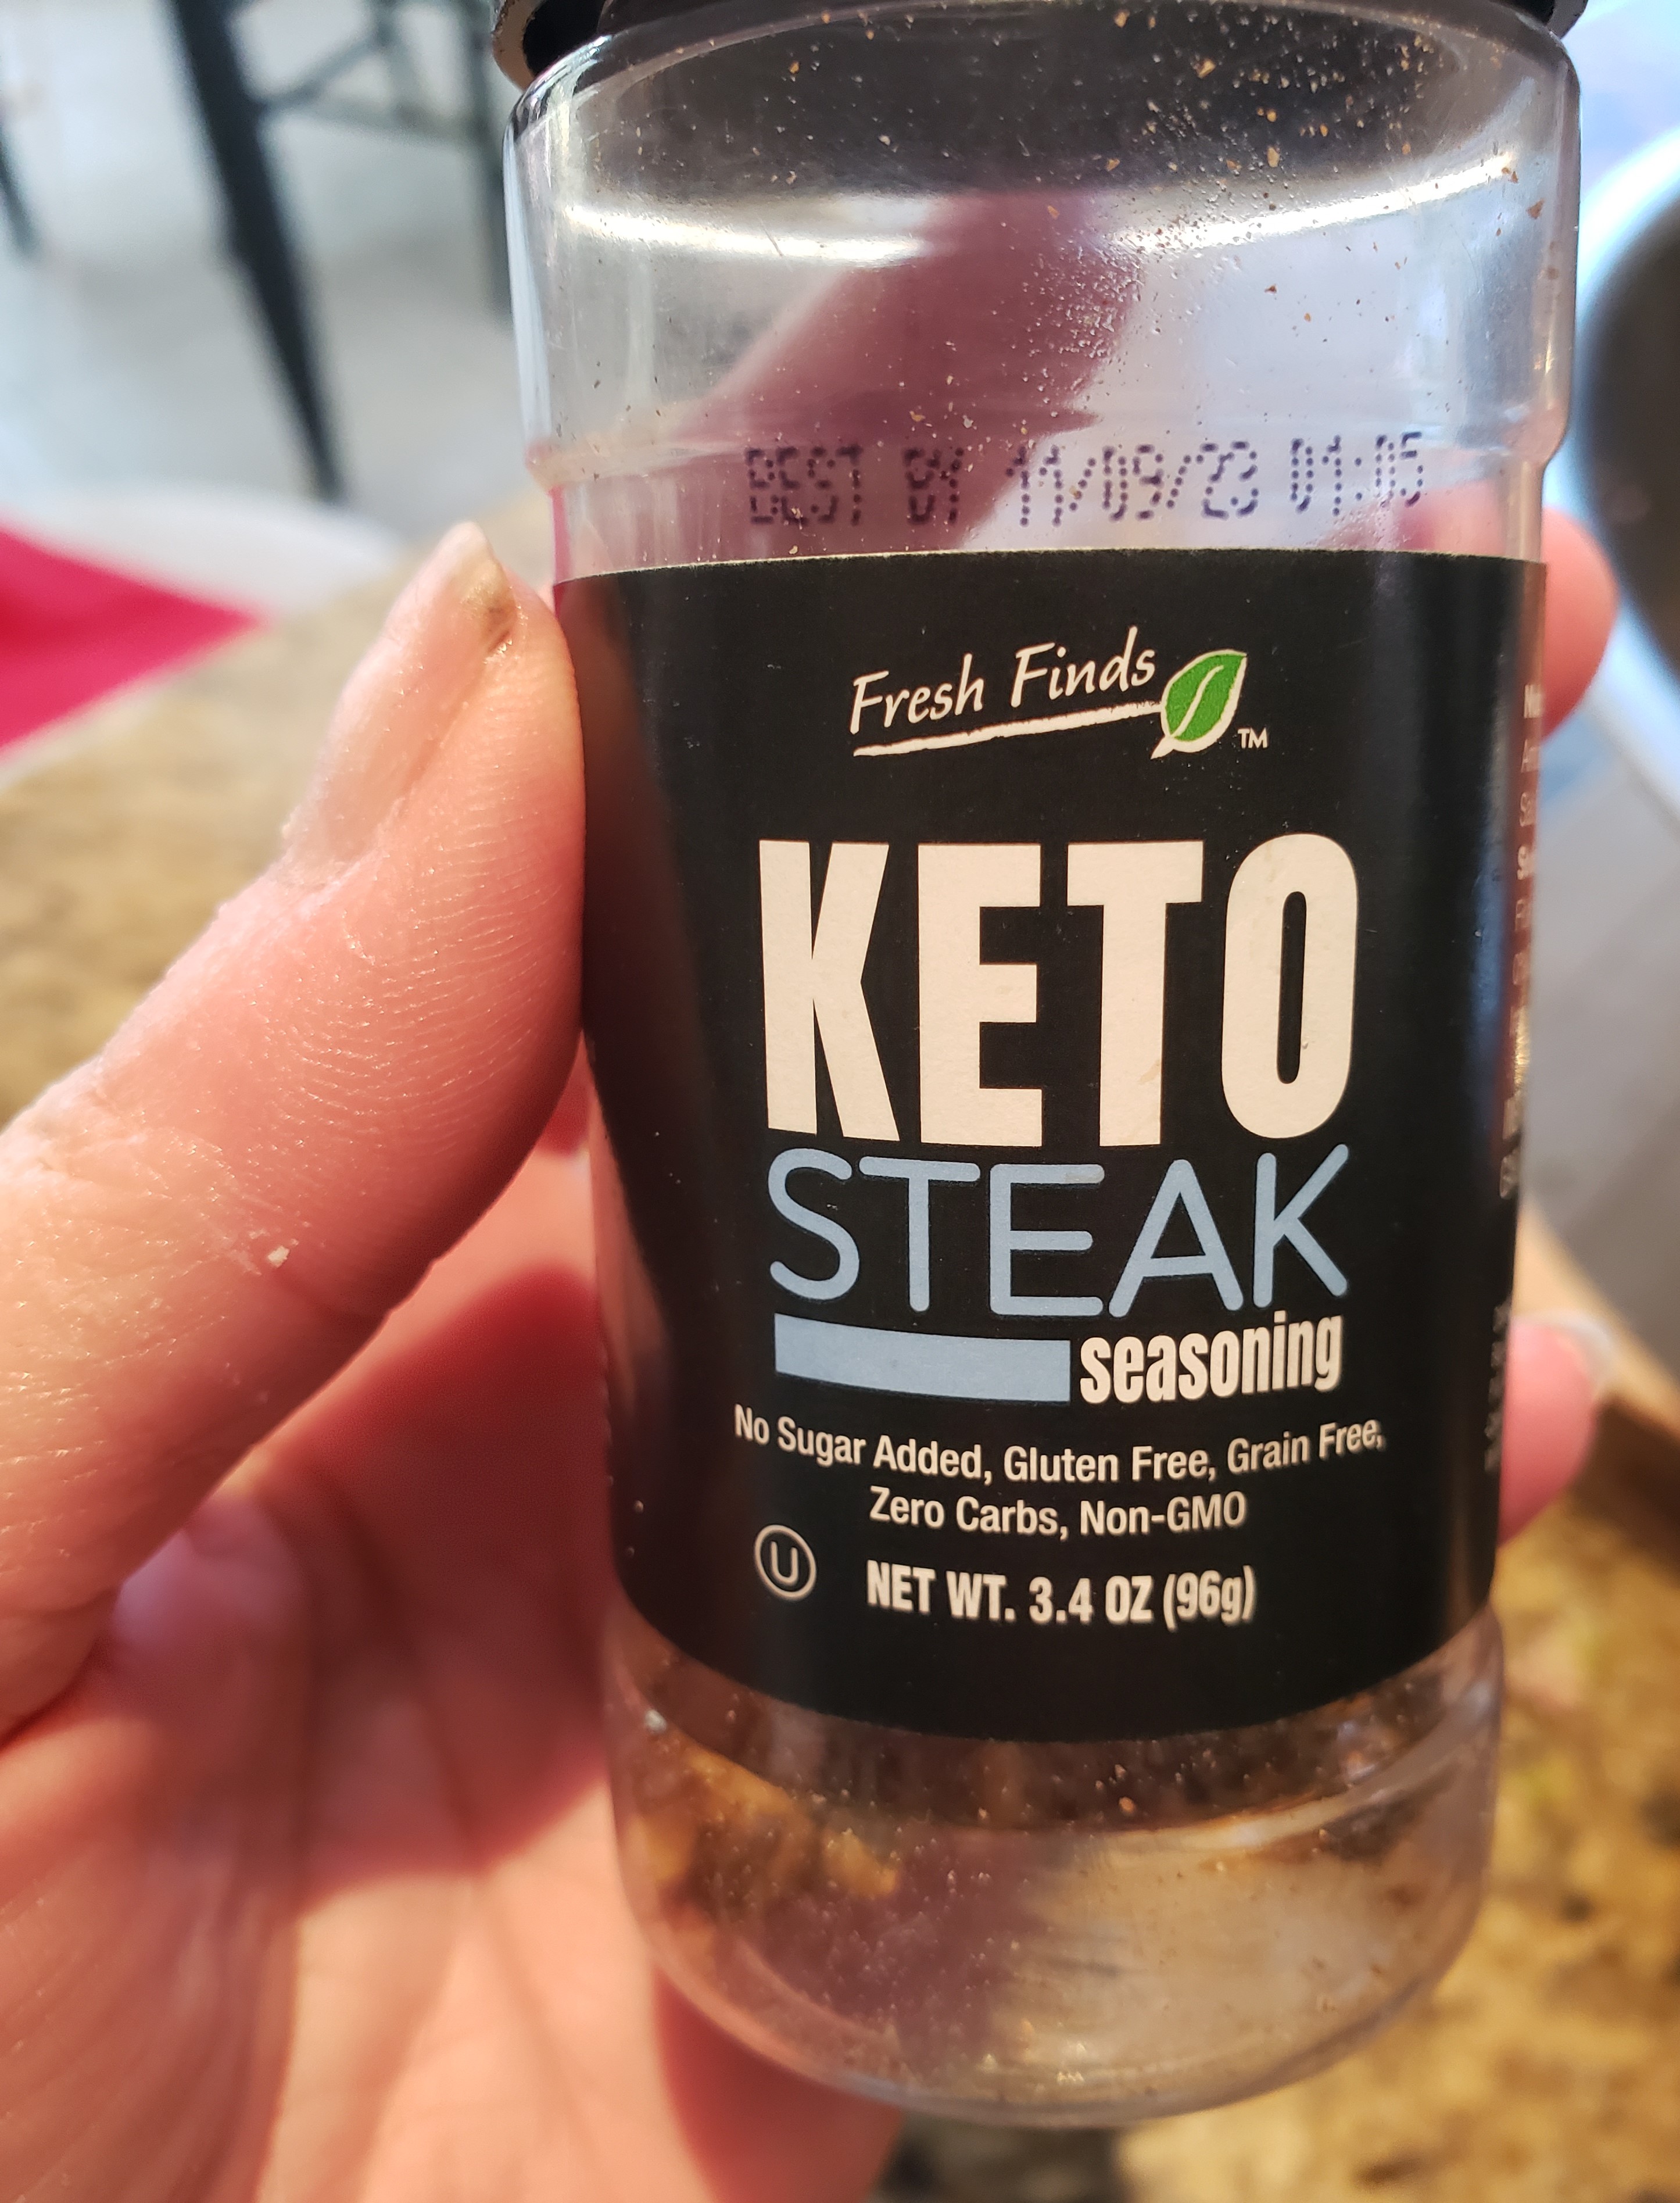 BEST BY 11/09/23 01:05
Fresh Finds
TM
KETO
STEAK
seasoning
No Sugar Added, Gluten Free, Grain Free,
Zero Carbs, Non-GMO
U
NET WT. 3.4 OZ (96g)